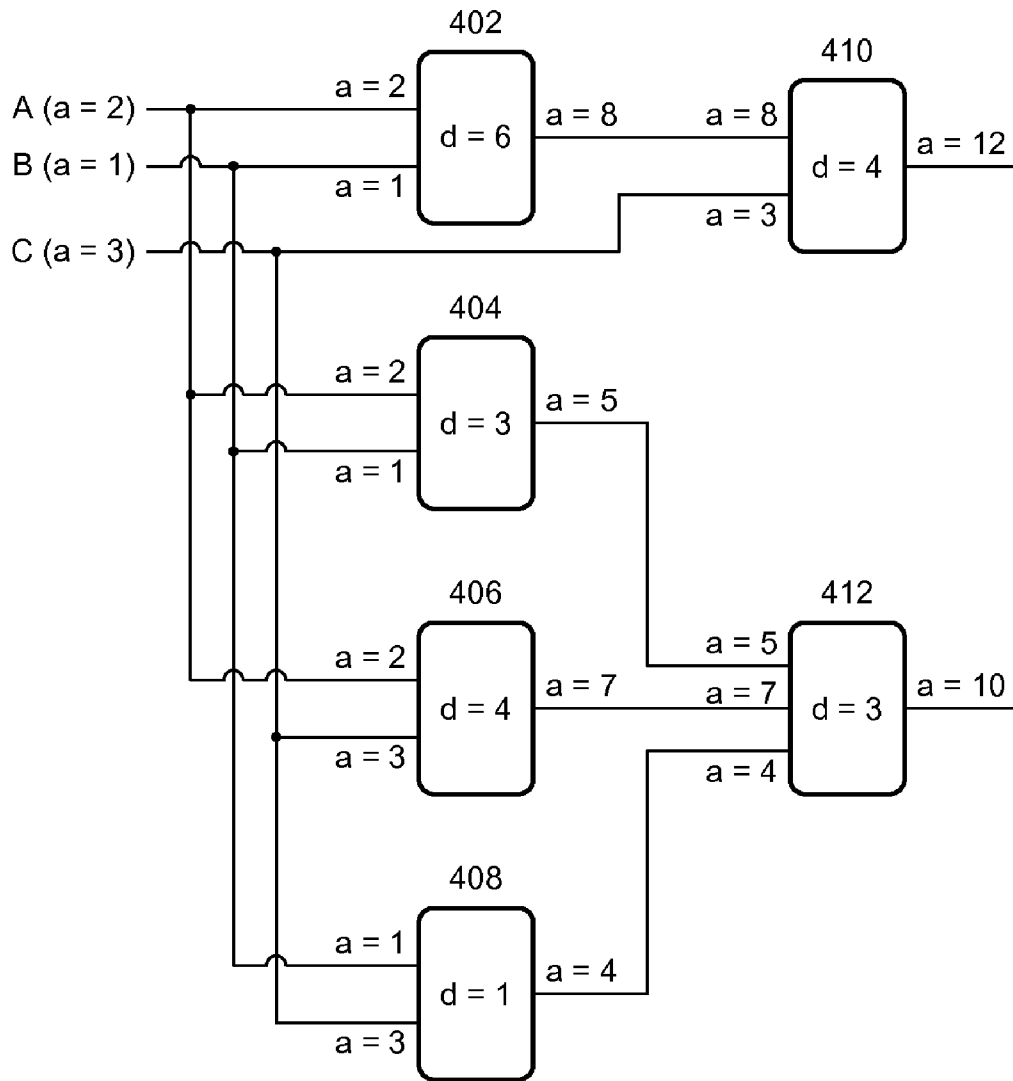 402
410
A (a = 2)
a = 2
d = 6
a = 8
a = 8
d = 4
a = 12
B (a = 1)
a = 1
a = 3
C (a = 3)
404
a = 2
d = 3
a = 5
a = 1
406
412
a = 2
d = 4
a = 7
a = 5
a = 7
d = 3
a = 10
a = 3
a = 4
408
a = 1
d = 1
a = 4
a = 3